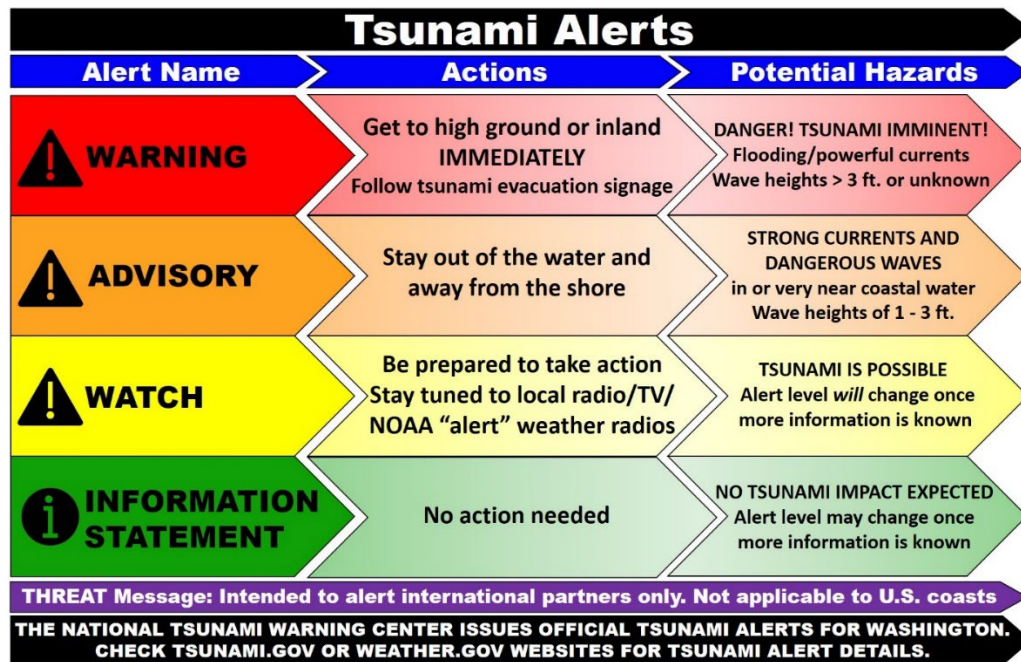 Tsunami Alerts
Alert Name
Actions
Potential Hazards
WARNING
Get to high ground or inland
IMMEDIATELY
Follow tsunami evacuation signage
DANGER! TSUNAMI IMMINENT!
Flooding/powerful currents
Wave heights > 3 ft. or unknown
ADVISORY
Stay out of the water and
away from the shore
STRONG CURRENTS AND
DANGEROUS WAVES
in or very near coastal water
Wave heights of 1 - 3 ft.
WATCH
Be prepared to take action
Stay tuned to local radio/TV/
NOAA “alert” weather radios
TSUNAMI IS POSSIBLE
Alert level will change once
more information is known
INFORMATION
STATEMENT
No action needed
NO TSUNAMI IMPACT EXPECTED
Alert level may change once
more information is known
THREAT Message: Intended to alert international partners only. Not applicable to U.S. coasts
THE NATIONAL TSUNAMI WARNING CENTER ISSUES OFFICIAL TSUNAMI ALERTS FOR WASHINGTON.
CHECK TSUNAMI.GOV OR WEATHER.GOV WEBSITES FOR TSUNAMI ALERT DETAILS.